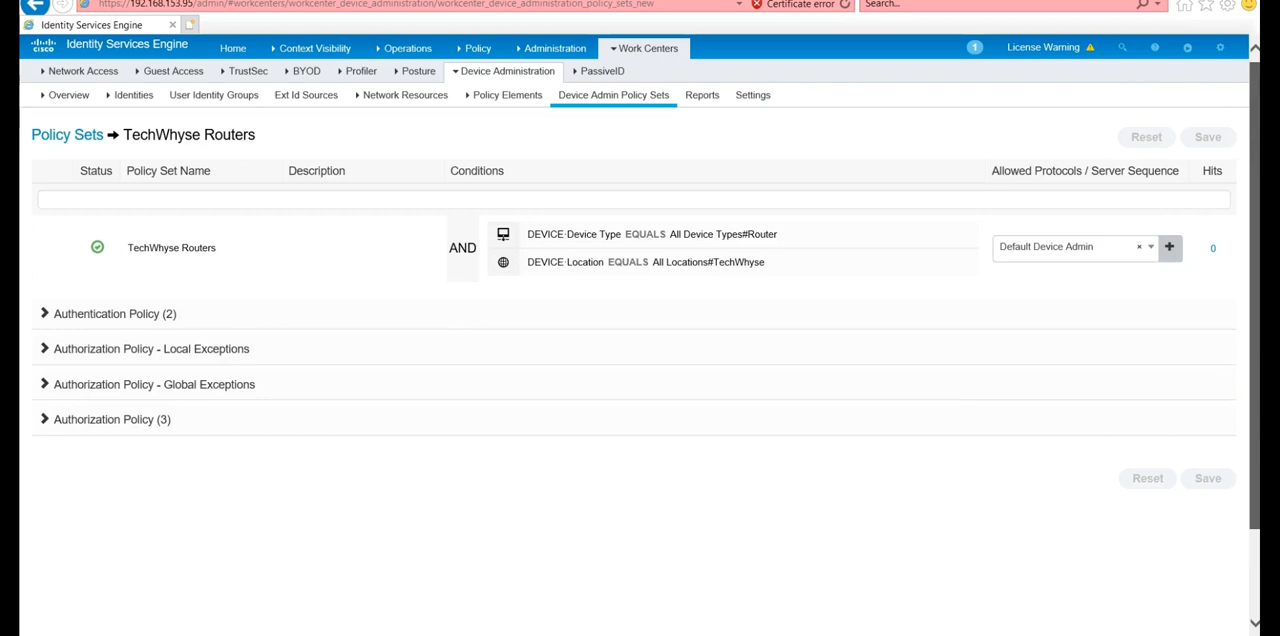 https://192.168.153.95/admin/#workcenters/workcenter_device_administration/workcenter_device_administration_policy_sets_new Certificate error Search...
Identity Services Engine
cisco Identity Services Engine Home Context Visibility Operations Policy Administration Work Centers 1 License Warning
Network Access Guest Access TrustSec BYOD Profiler Posture Device Administration PassiveID
Overview Identities User Identity Groups Ext Id Sources Network Resources Policy Elements Device Admin Policy Sets Reports Settings
Policy Sets → TechWhyse Routers Reset Save
Status Policy Set Name Description Conditions Allowed Protocols / Server Sequence Hits
TechWhyse Routers AND DEVICE·Device Type EQUALS All Device Types#Router Default Device Admin × + 0
DEVICE·Location EQUALS All Locations#TechWhyse
Authentication Policy (2)
Authorization Policy - Local Exceptions
Authorization Policy - Global Exceptions
Authorization Policy (3)
Reset Save